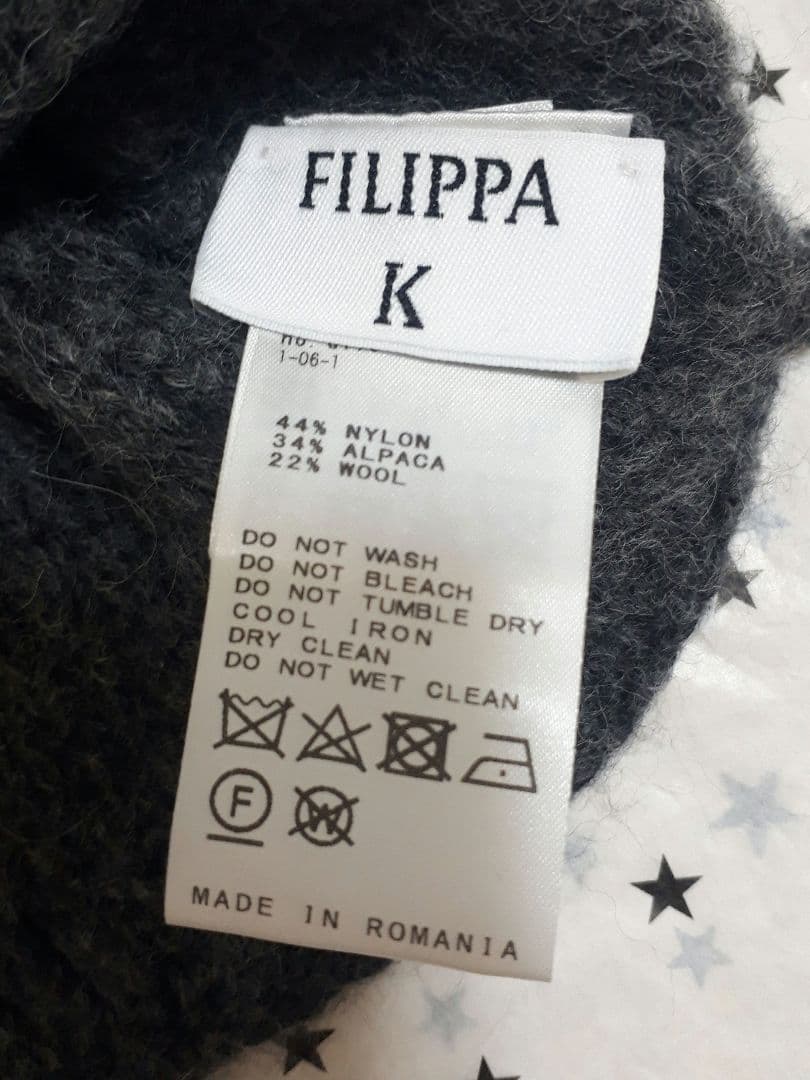 FILIPPA
K
1-06-1
44% NYLON
34% ALPACA
22% WOOL
DO NOT WASH
DO NOT BLEACH
DO NOT TUMBLE DRY
COOL IRON
DRY CLEAN
DO NOT WET CLEAN
F
W
MADE IN ROMANIA